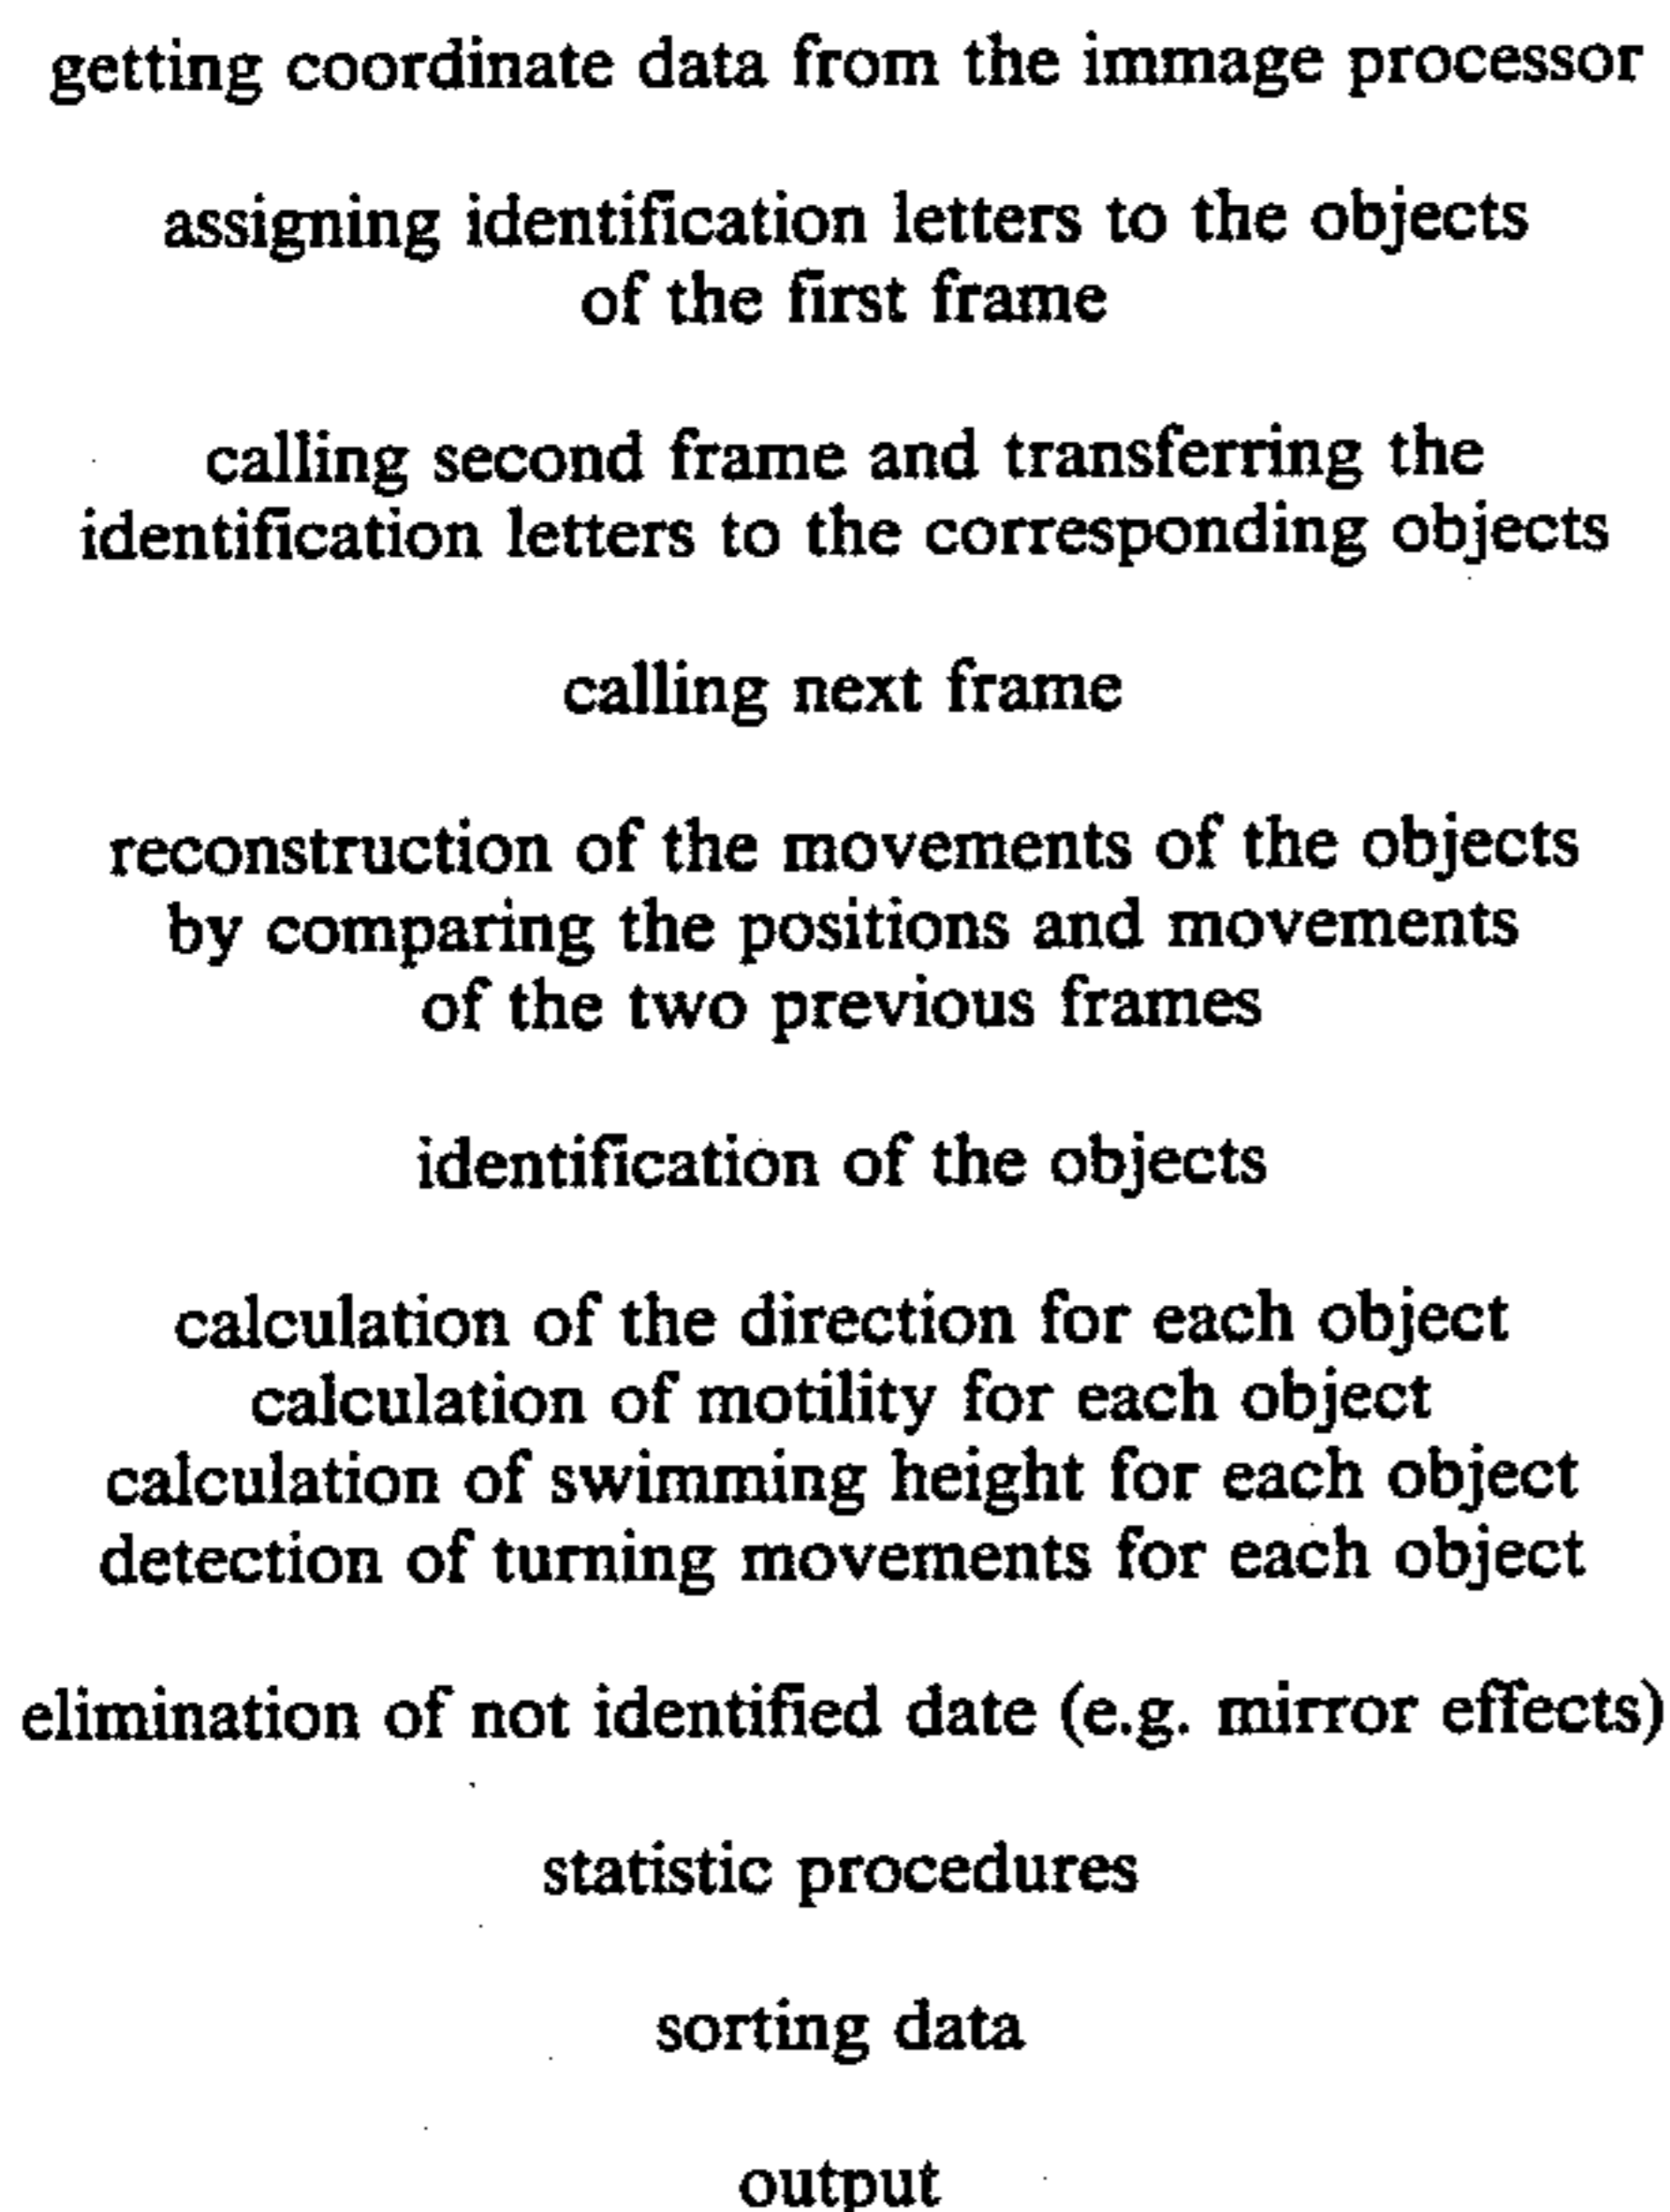 getting coordinate data from the immage processor
assigning identification letters to the objects
of the first frame
calling second frame and transferring the
identification letters to the corresponding objects
calling next frame
reconstruction of the movements of the objects
by comparing the positions and movements
of the two previous frames
identification of the objects
calculation of the direction for each object
calculation of motility for each object
calculation of swimming height for each object
detection of turning movements for each object
elimination of not identified date (e.g. mirror effects)
statistic procedures
sorting data
output